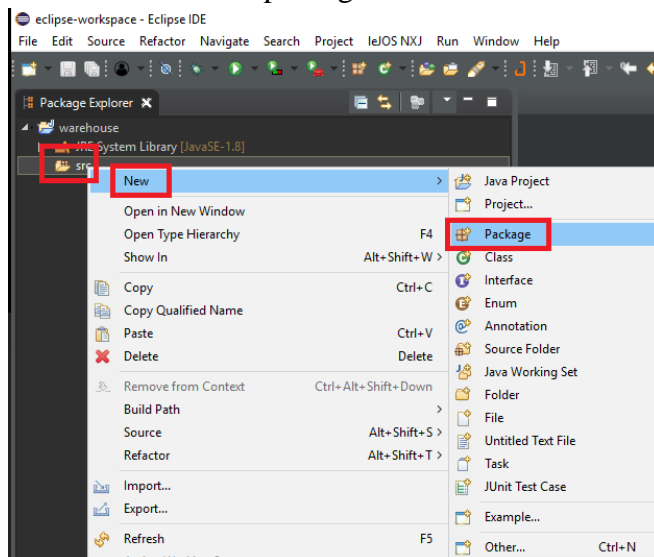 eclipse-workspace - Eclipse IDE
File Edit Source Refactor Navigate Search Project leJOS NXJ Run Window Help
Package Explorer
warehouse
JRE System Library [JavaSE-1.8]
src
New
Open in New Window
Open Type Hierarchy F4
Show In Alt+Shift+W
Copy Ctrl+C
Copy Qualified Name
Paste Ctrl+V
Delete Delete
Remove from Context Ctrl+Alt+Shift+Down
Build Path
Source Alt+Shift+S
Refactor Alt+Shift+T
Import...
Export...
Refresh F5
Java Project
Project...
Package
Class
Interface
Enum
Annotation
Source Folder
Java Working Set
Folder
File
Untitled Text File
Task
JUnit Test Case
Example...
Other... Ctrl+N